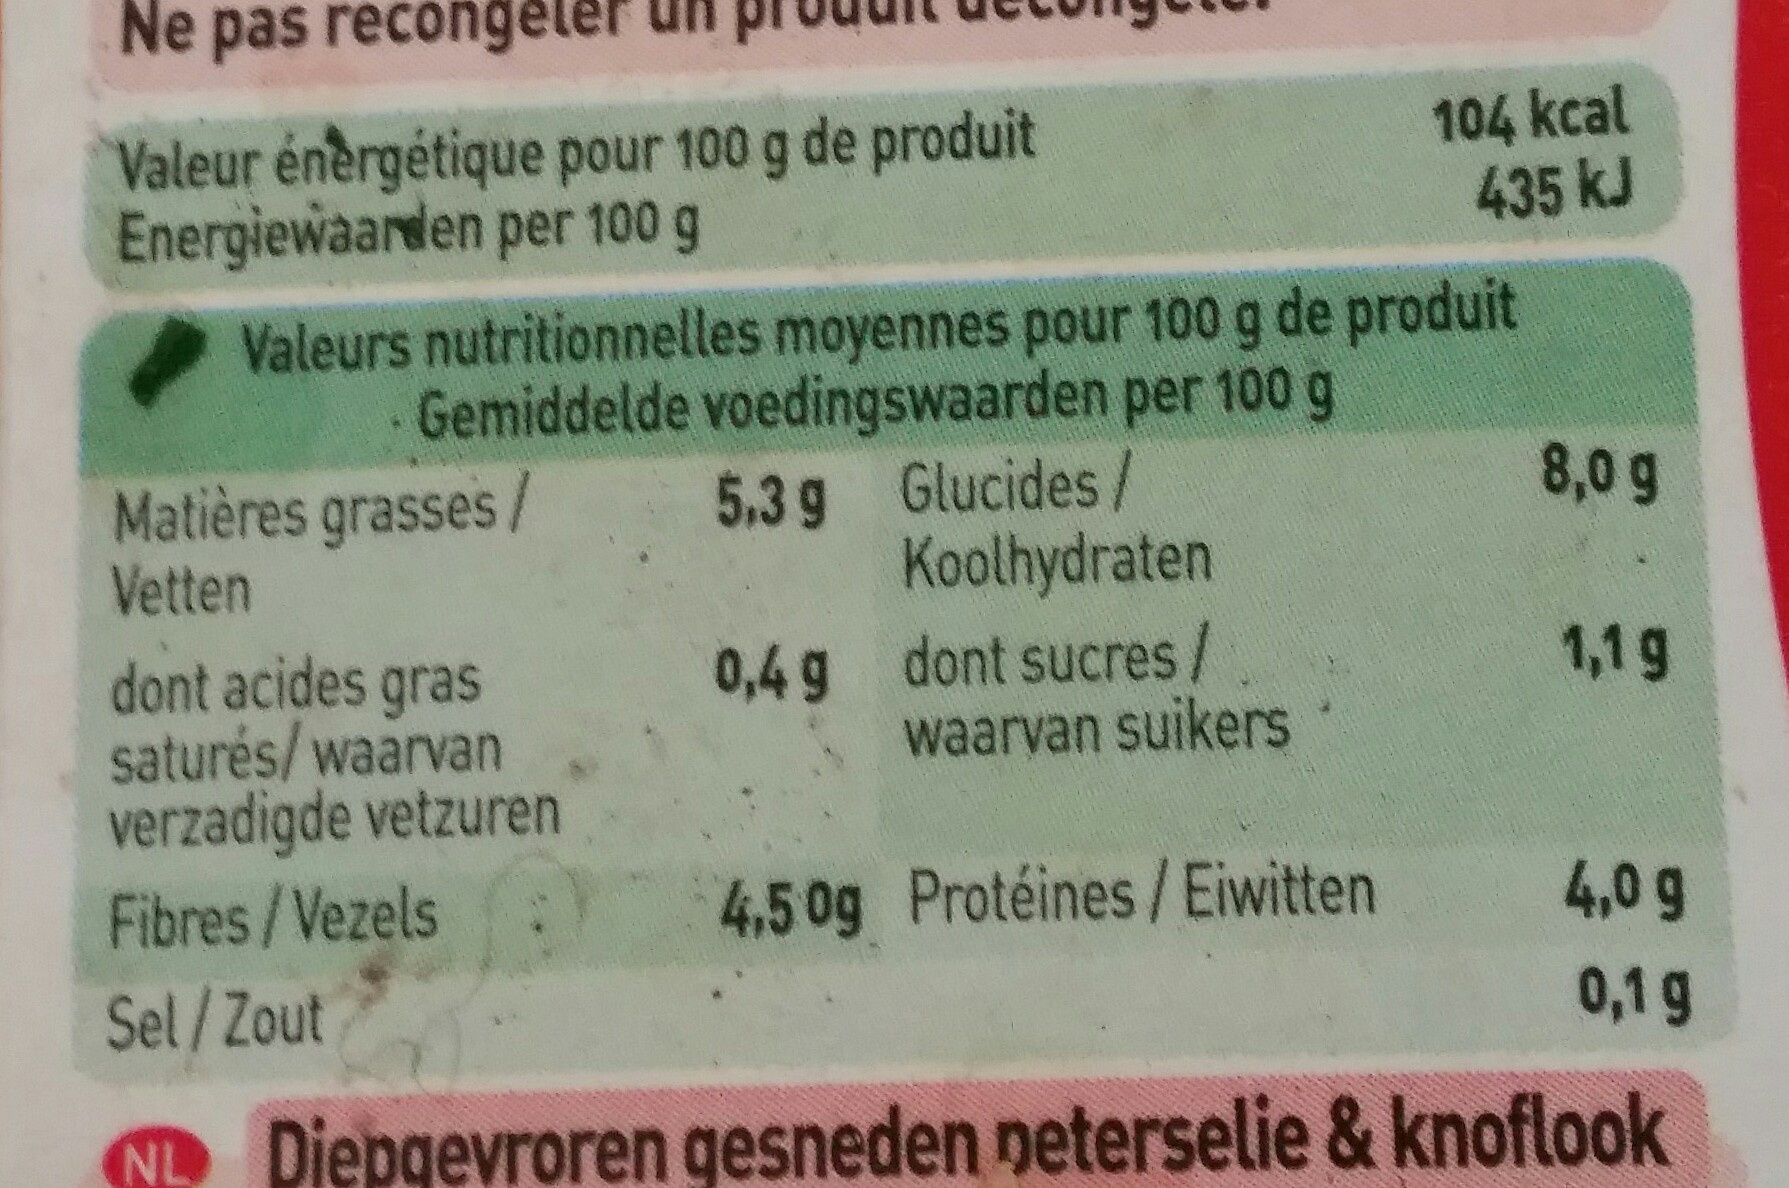 Ne pas recongeler un produit décongeler
Valeur énergétique pour 100 g de produit 104 kcal
Energiewaarden per 100 g 435 kJ
Valeurs nutritionnelles moyennes pour 100 g de produit
Gemiddelde voedingswaarden per 100 g
Matières grasses / 5,3 g Glucides / 8,0 g
Vetten Koolhydraten
dont acides gras 0,4 g dont sucres / 1,1 g
saturés/ waarvan waarvan suikers
verzadigde vetzuren
Fibres / Vezels 4,50g Protéines / Eiwitten 4,0 g
Sel / Zout 0,1 g
NL Diepgevroren gesneden peterselie & knoflook